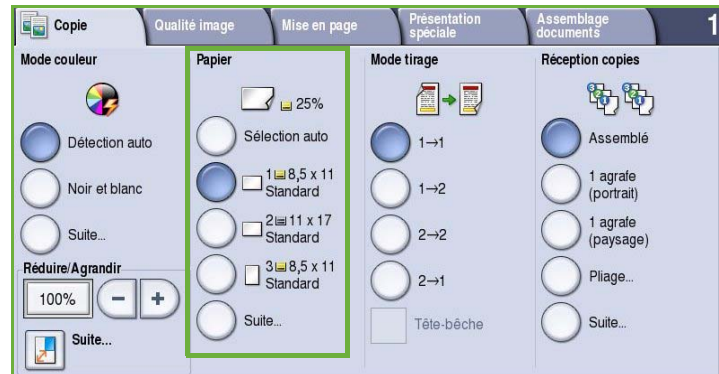 Copie
Qualité image
Mise en page
Présentation
spéciale
Assemblage
documents
1
Mode couleur
Détection auto
Noir et blanc
Suite...
Réduire/Agrandir
100%
- +
Suite...
Papier
25%
Sélection auto
1 8,5 x 11
Standard
2 11 x 17
Standard
3 8,5 x 11
Standard
Suite...
Mode tirage
1→1
1→2
2→2
2→1
Tête-bêche
Réception copies
Assemblé
1 agrafe
(portrait)
1 agrafe
(paysage)
Pliage...
Suite...